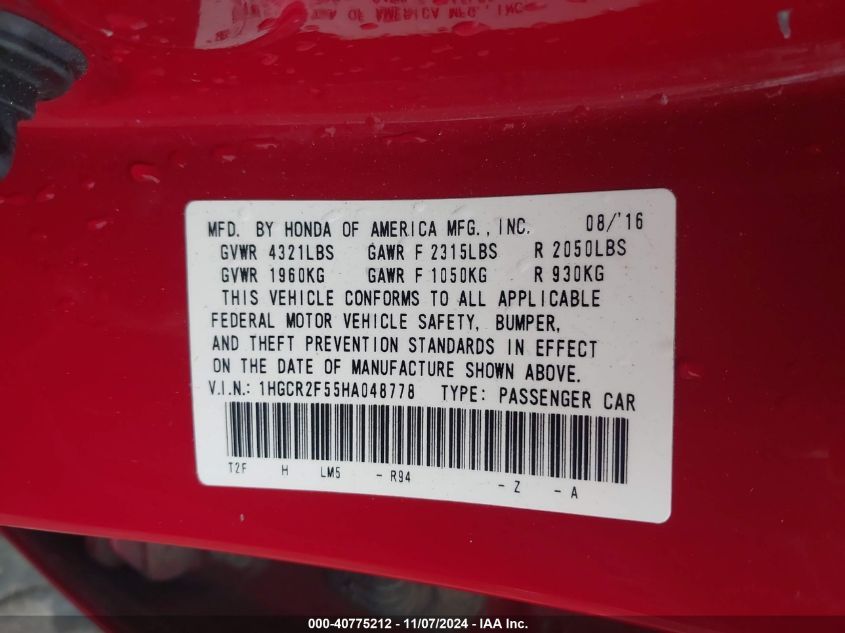 MFD. BY HONDA OF AMERICA MFG., INC. 08/'16
GVWR 4321LBS GAWR F 2315LBS R 2050LBS
GVWR 1960KG GAWR F 1050KG R 930KG
THIS VEHICLE CONFORMS TO ALL APPLICABLE
FEDERAL MOTOR VEHICLE SAFETY, BUMPER,
AND THEFT PREVENTION STANDARDS IN EFFECT
ON THE DATE OF MANUFACTURE SHOWN ABOVE.
V.I.N.: 1HGCR2F55HA048778 TYPE: PASSENGER CAR
T2F H LM5 - R94 - Z - A
000-40775212 - 11/07/2024 - IAA Inc.